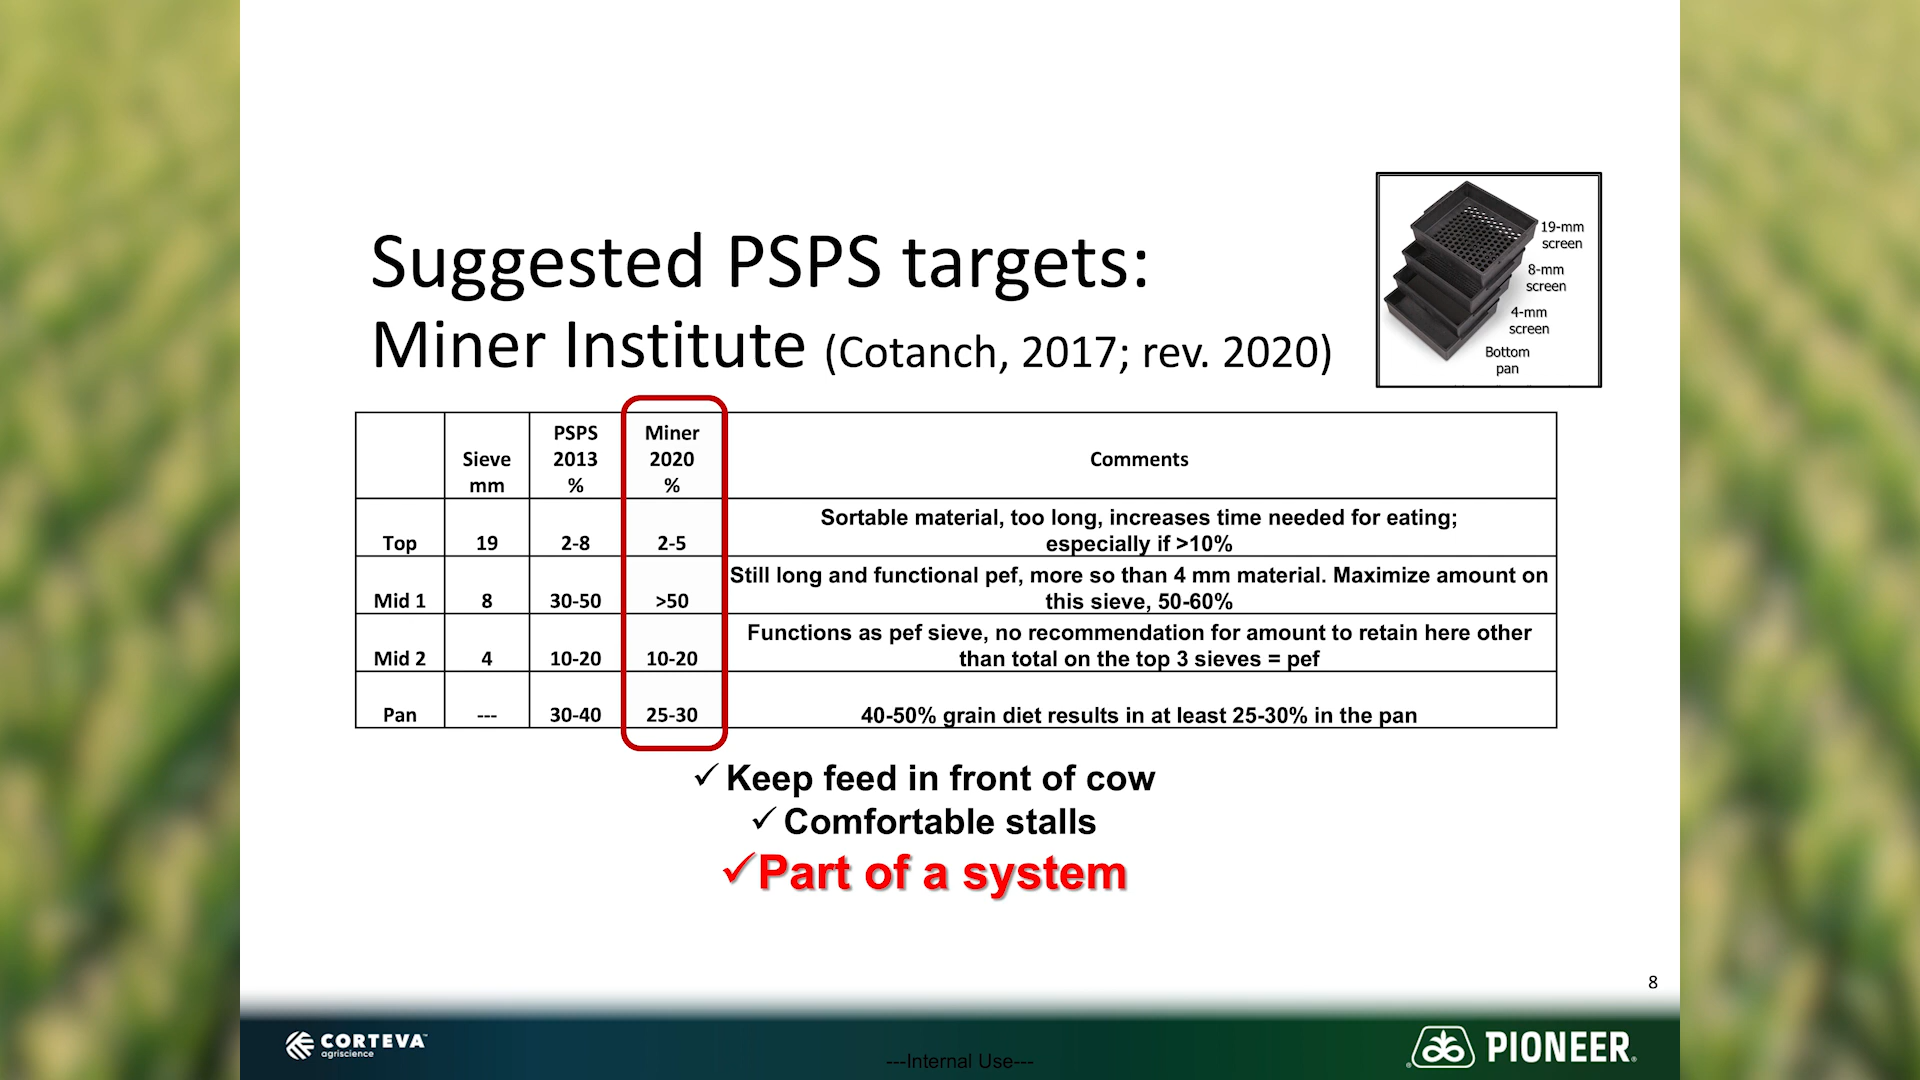 Suggested PSPS targets:
Miner Institute (Cotanch, 2017; rev. 2020)
19-mm
screen
8-mm
screen
4-mm
screen
Bottom
pan
Sieve mm | PSPS 2013 % | Miner 2020 % | Comments
Top | 19 | 2-8 | 2-5 | Sortable material, too long, increases time needed for eating; especially if >10%
Mid 1 | 8 | 30-50 | >50 | Still long and functional pef, more so than 4 mm material. Maximize amount on this sieve, 50-60%
Mid 2 | 4 | 10-20 | 10-20 | Functions as pef sieve, no recommendation for amount to retain here other than total on the top 3 sieves = pef
Pan | --- | 30-40 | 25-30 | 40-50% grain diet results in at least 25-30% in the pan
✓ Keep feed in front of cow
✓ Comfortable stalls
✓ Part of a system
8
CORTEVA™
agriscience
---Internal Use---
PIONEER®